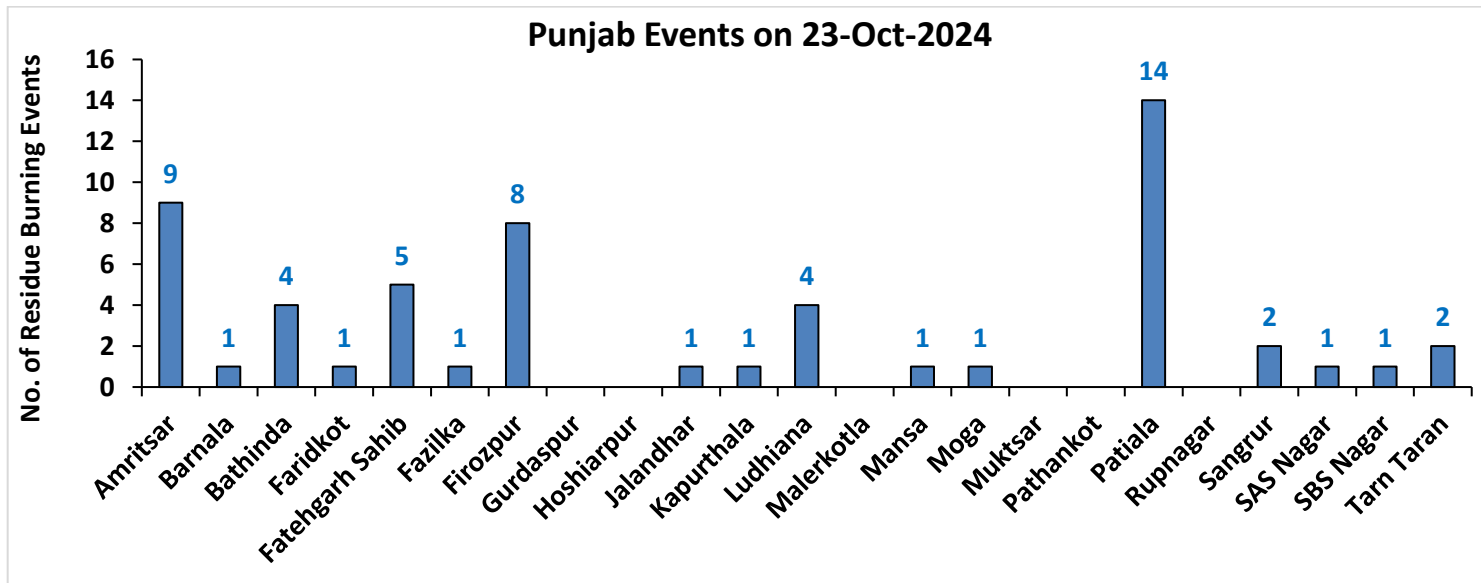 Punjab Events on 23-Oct-2024
No. of Residue Burning Events
16
14
12
10
8
6
4
2
0
9
1
4
1
5
1
8
1
1
4
1
1
14
2
1
1
2
Amritsar
Barnala
Bathinda
Faridkot
Fatehgarh Sahib
Fazilka
Firozpur
Gurdaspur
Hoshiarpur
Jalandhar
Kapurthala
Ludhiana
Malerkotla
Mansa
Moga
Muktsar
Pathankot
Patiala
Rupnagar
Sangrur
SAS Nagar
SBS Nagar
Tarn Taran